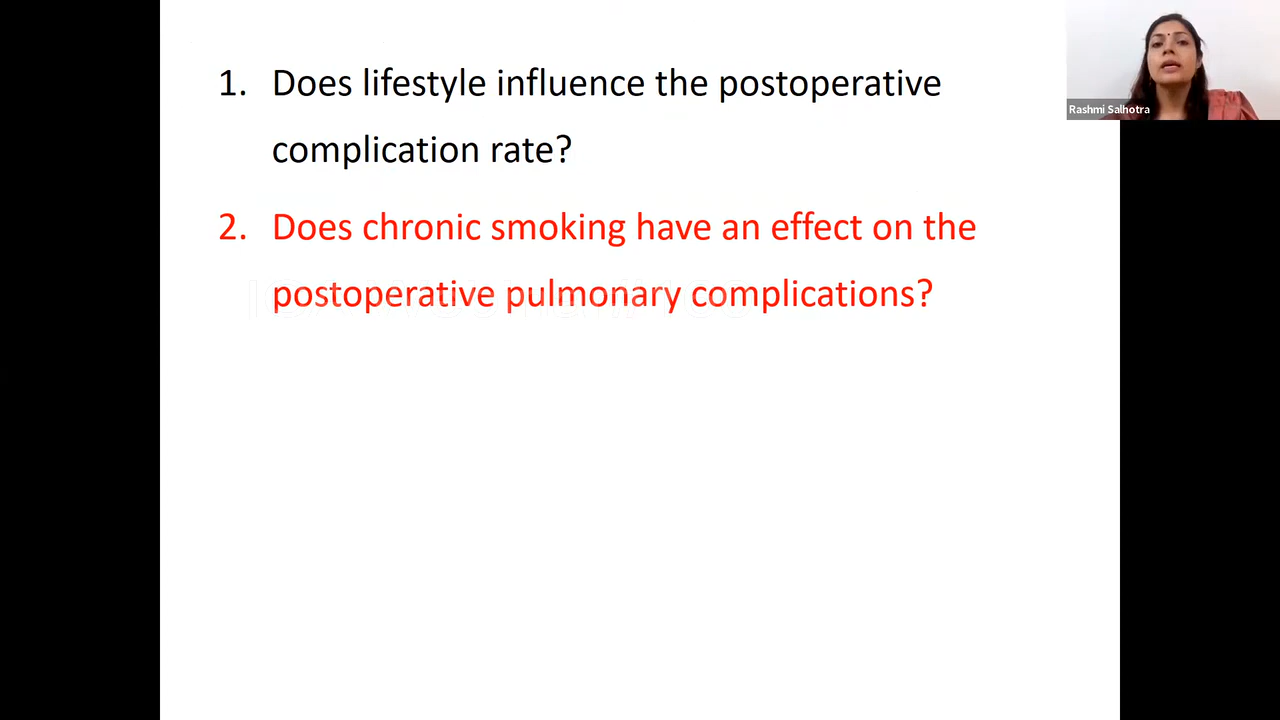 1. Does lifestyle influence the postoperative
complication rate?
2. Does chronic smoking have an effect on the
postoperative pulmonary complications?
Rashmi Salhotra